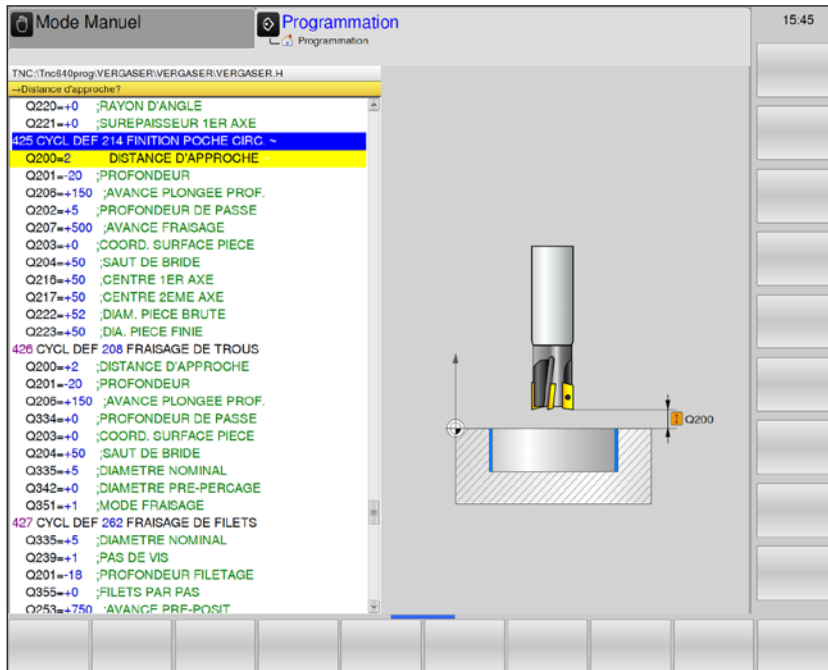 Mode Manuel
Programmation
15:45
Programmation
TNC:\Tnc640prog\VERGASER\VERGASER\VERGASER.H
→Distance d'approche?
Q220=+0 ;RAYON D'ANGLE
Q221=+0 ;SUREPAISSEUR 1ER AXE
425 CYCL DEF 214 FINITION POCHE CIRC. ~
Q200=2 DISTANCE D'APPROCHE ~
Q201=-20 ;PROFONDEUR
Q206=+150 ;AVANCE PLONGEE PROF.
Q202=+5 ;PROFONDEUR DE PASSE
Q207=+500 ;AVANCE FRAISAGE
Q203=+0 ;COORD. SURFACE PIECE
Q204=+50 ;SAUT DE BRIDE
Q216=+50 ;CENTRE 1ER AXE
Q217=+50 ;CENTRE 2EME AXE
Q222=+52 ;DIAM. PIECE BRUTE
Q223=+50 ;DIA. PIECE FINIE
426 CYCL DEF 208 FRAISAGE DE TROUS
Q200=+2 ;DISTANCE D'APPROCHE
Q201=-20 ;PROFONDEUR
Q206=+150 ;AVANCE PLONGEE PROF.
Q334=+0 ;PROFONDEUR DE PASSE
Q203=+0 ;COORD. SURFACE PIECE
Q204=+50 ;SAUT DE BRIDE
Q335=+5 ;DIAMETRE NOMINAL
Q342=+0 ;DIAMETRE PRE-PERCAGE
Q351=+1 ;MODE FRAISAGE
427 CYCL DEF 262 FRAISAGE DE FILETS
Q335=+5 ;DIAMETRE NOMINAL
Q239=+1 ;PAS DE VIS
Q201=-18 ;PROFONDEUR FILETAGE
Q355=+0 ;FILETS PAR PAS
Q253=+750 ;AVANCE PRE-POSIT
I Q200